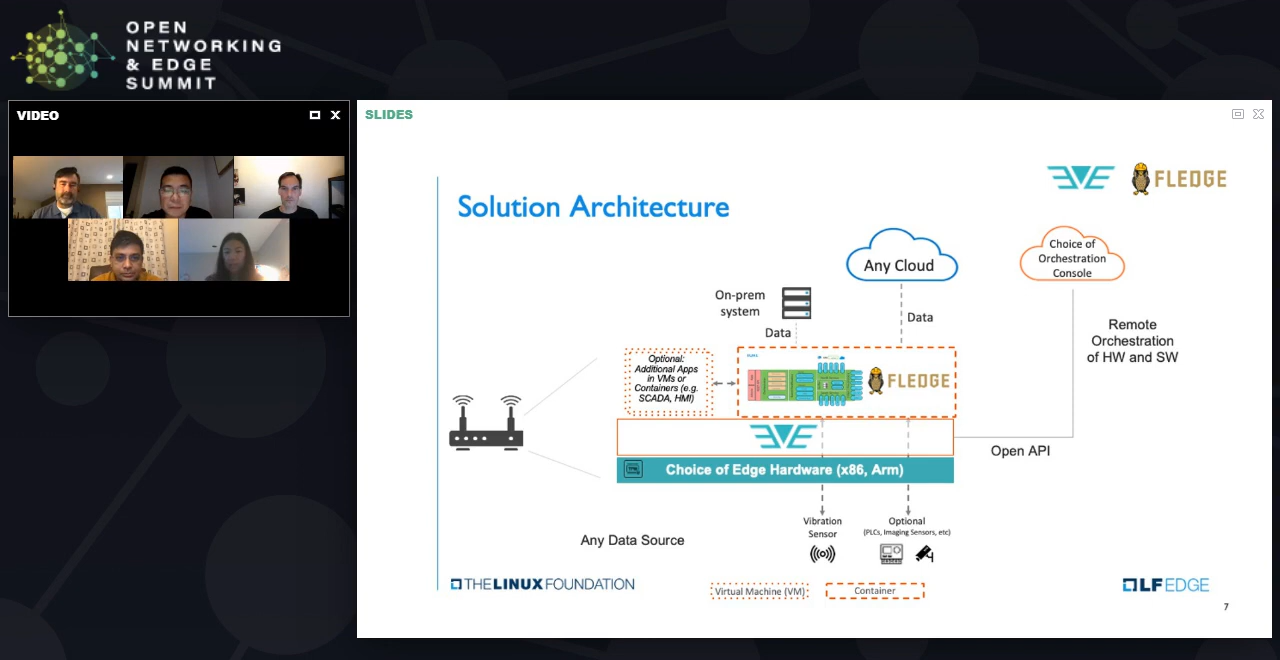 OPEN
NETWORKING
& EDGE
SUMMIT
VIDEO
SLIDES
EVE
FLEDGE
Solution Architecture
Any Cloud
Choice of
Orchestration
Console
On-prem
system
Data
Data
Remote
Orchestration
of HW and SW
Optional:
Additional Apps
in VMs or
Containers (e.g.
SCADA, HMI)
FLEDGE
EVE
Open API
Choice of Edge Hardware (x86, Arm)
Vibration
Sensor
Optional
(PLCs, Imaging Sensors, etc)
Any Data Source
THE LINUX FOUNDATION
Virtual Machine (VM)
Container
LF EDGE
7